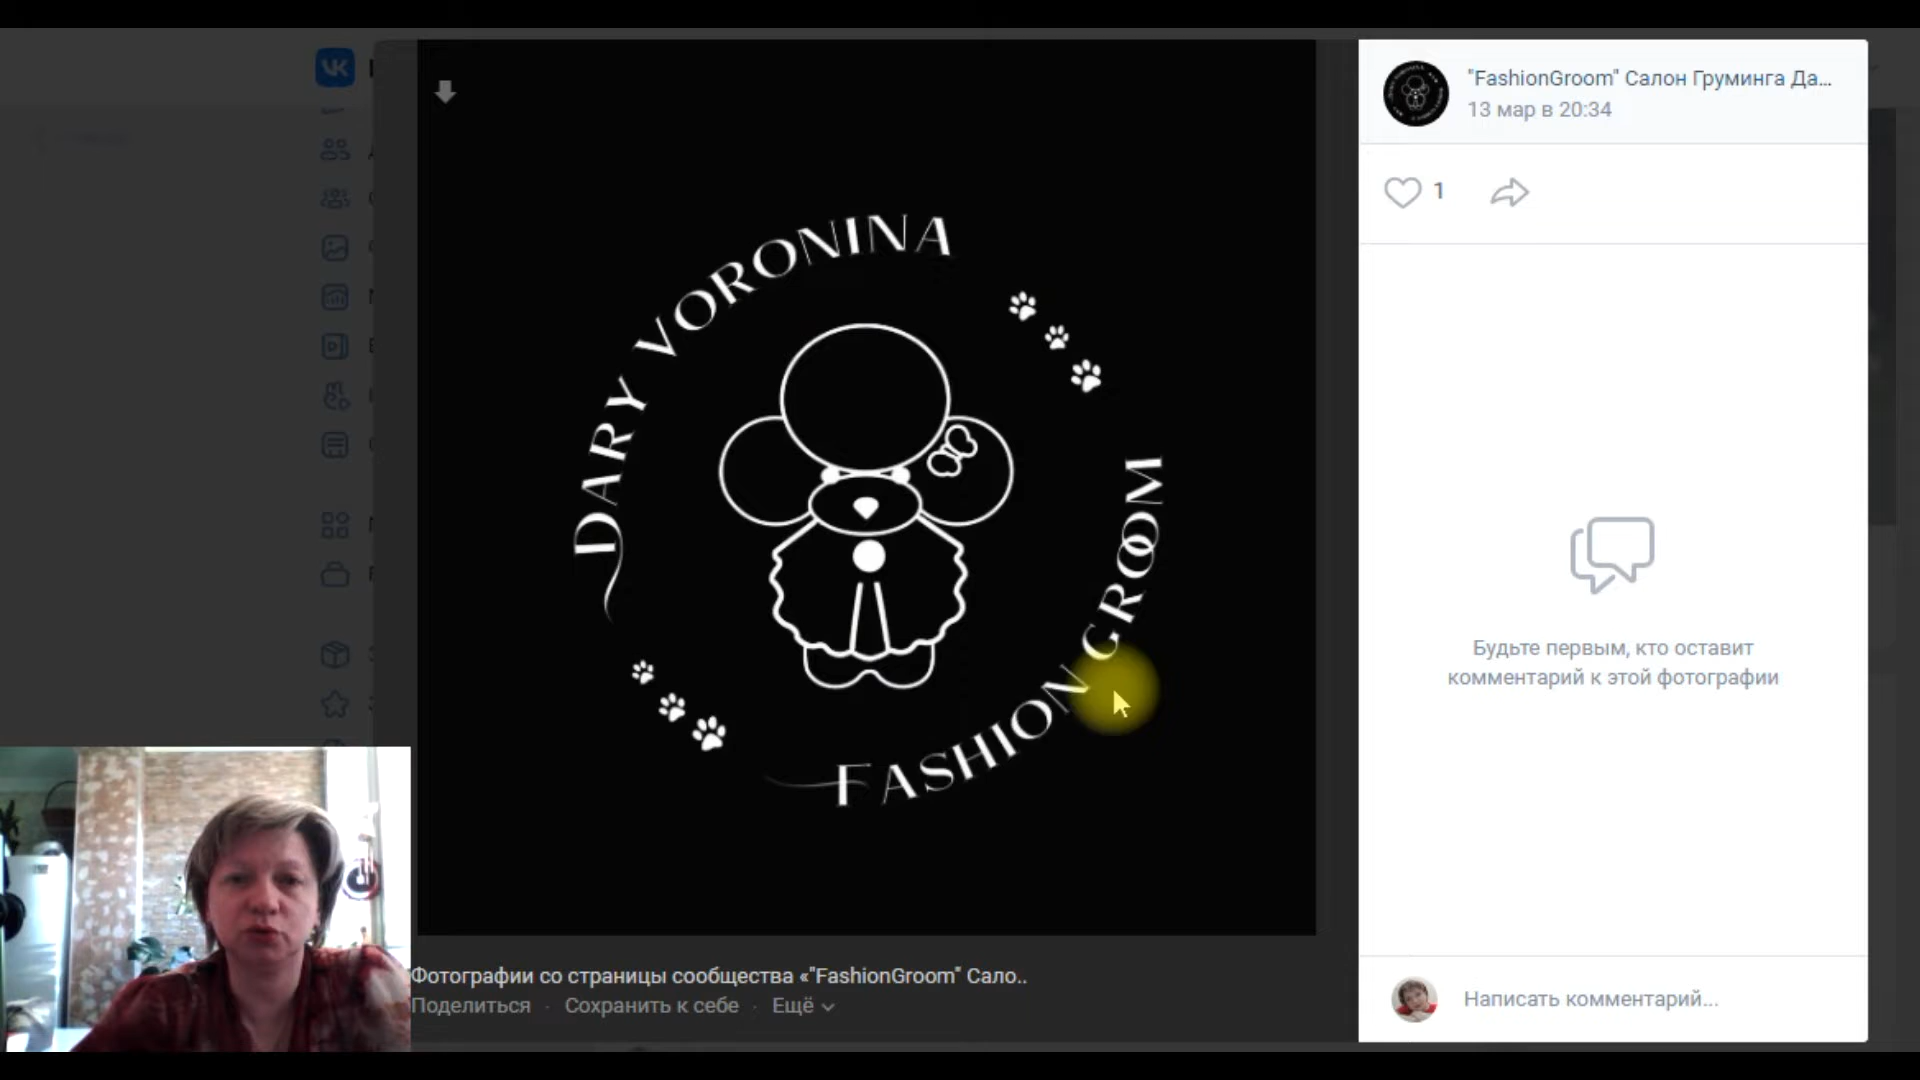 DARY VORONINA
FASHION GROOM
"FashionGroom" Салон Груминга Да...
13 мар в 20:34
1
Будьте первым, кто оставит
комментарий к этой фотографии
Фотографии со страницы сообщества «"FashionGroom" Сало..
Поделиться · Сохранить к себе · Ещё
Написать комментарий...